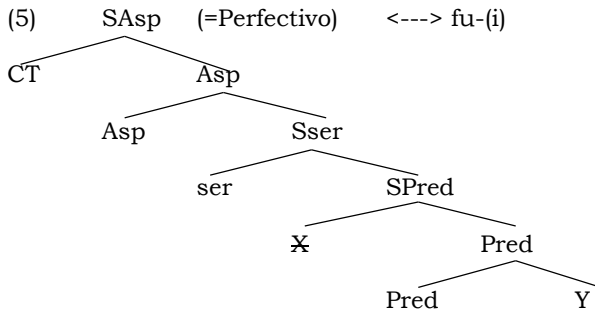 (5) SAsp (=Perfectivo) <---> fu-(i)
CT Asp
Asp Sser
ser SPred
X Pred
Pred Y